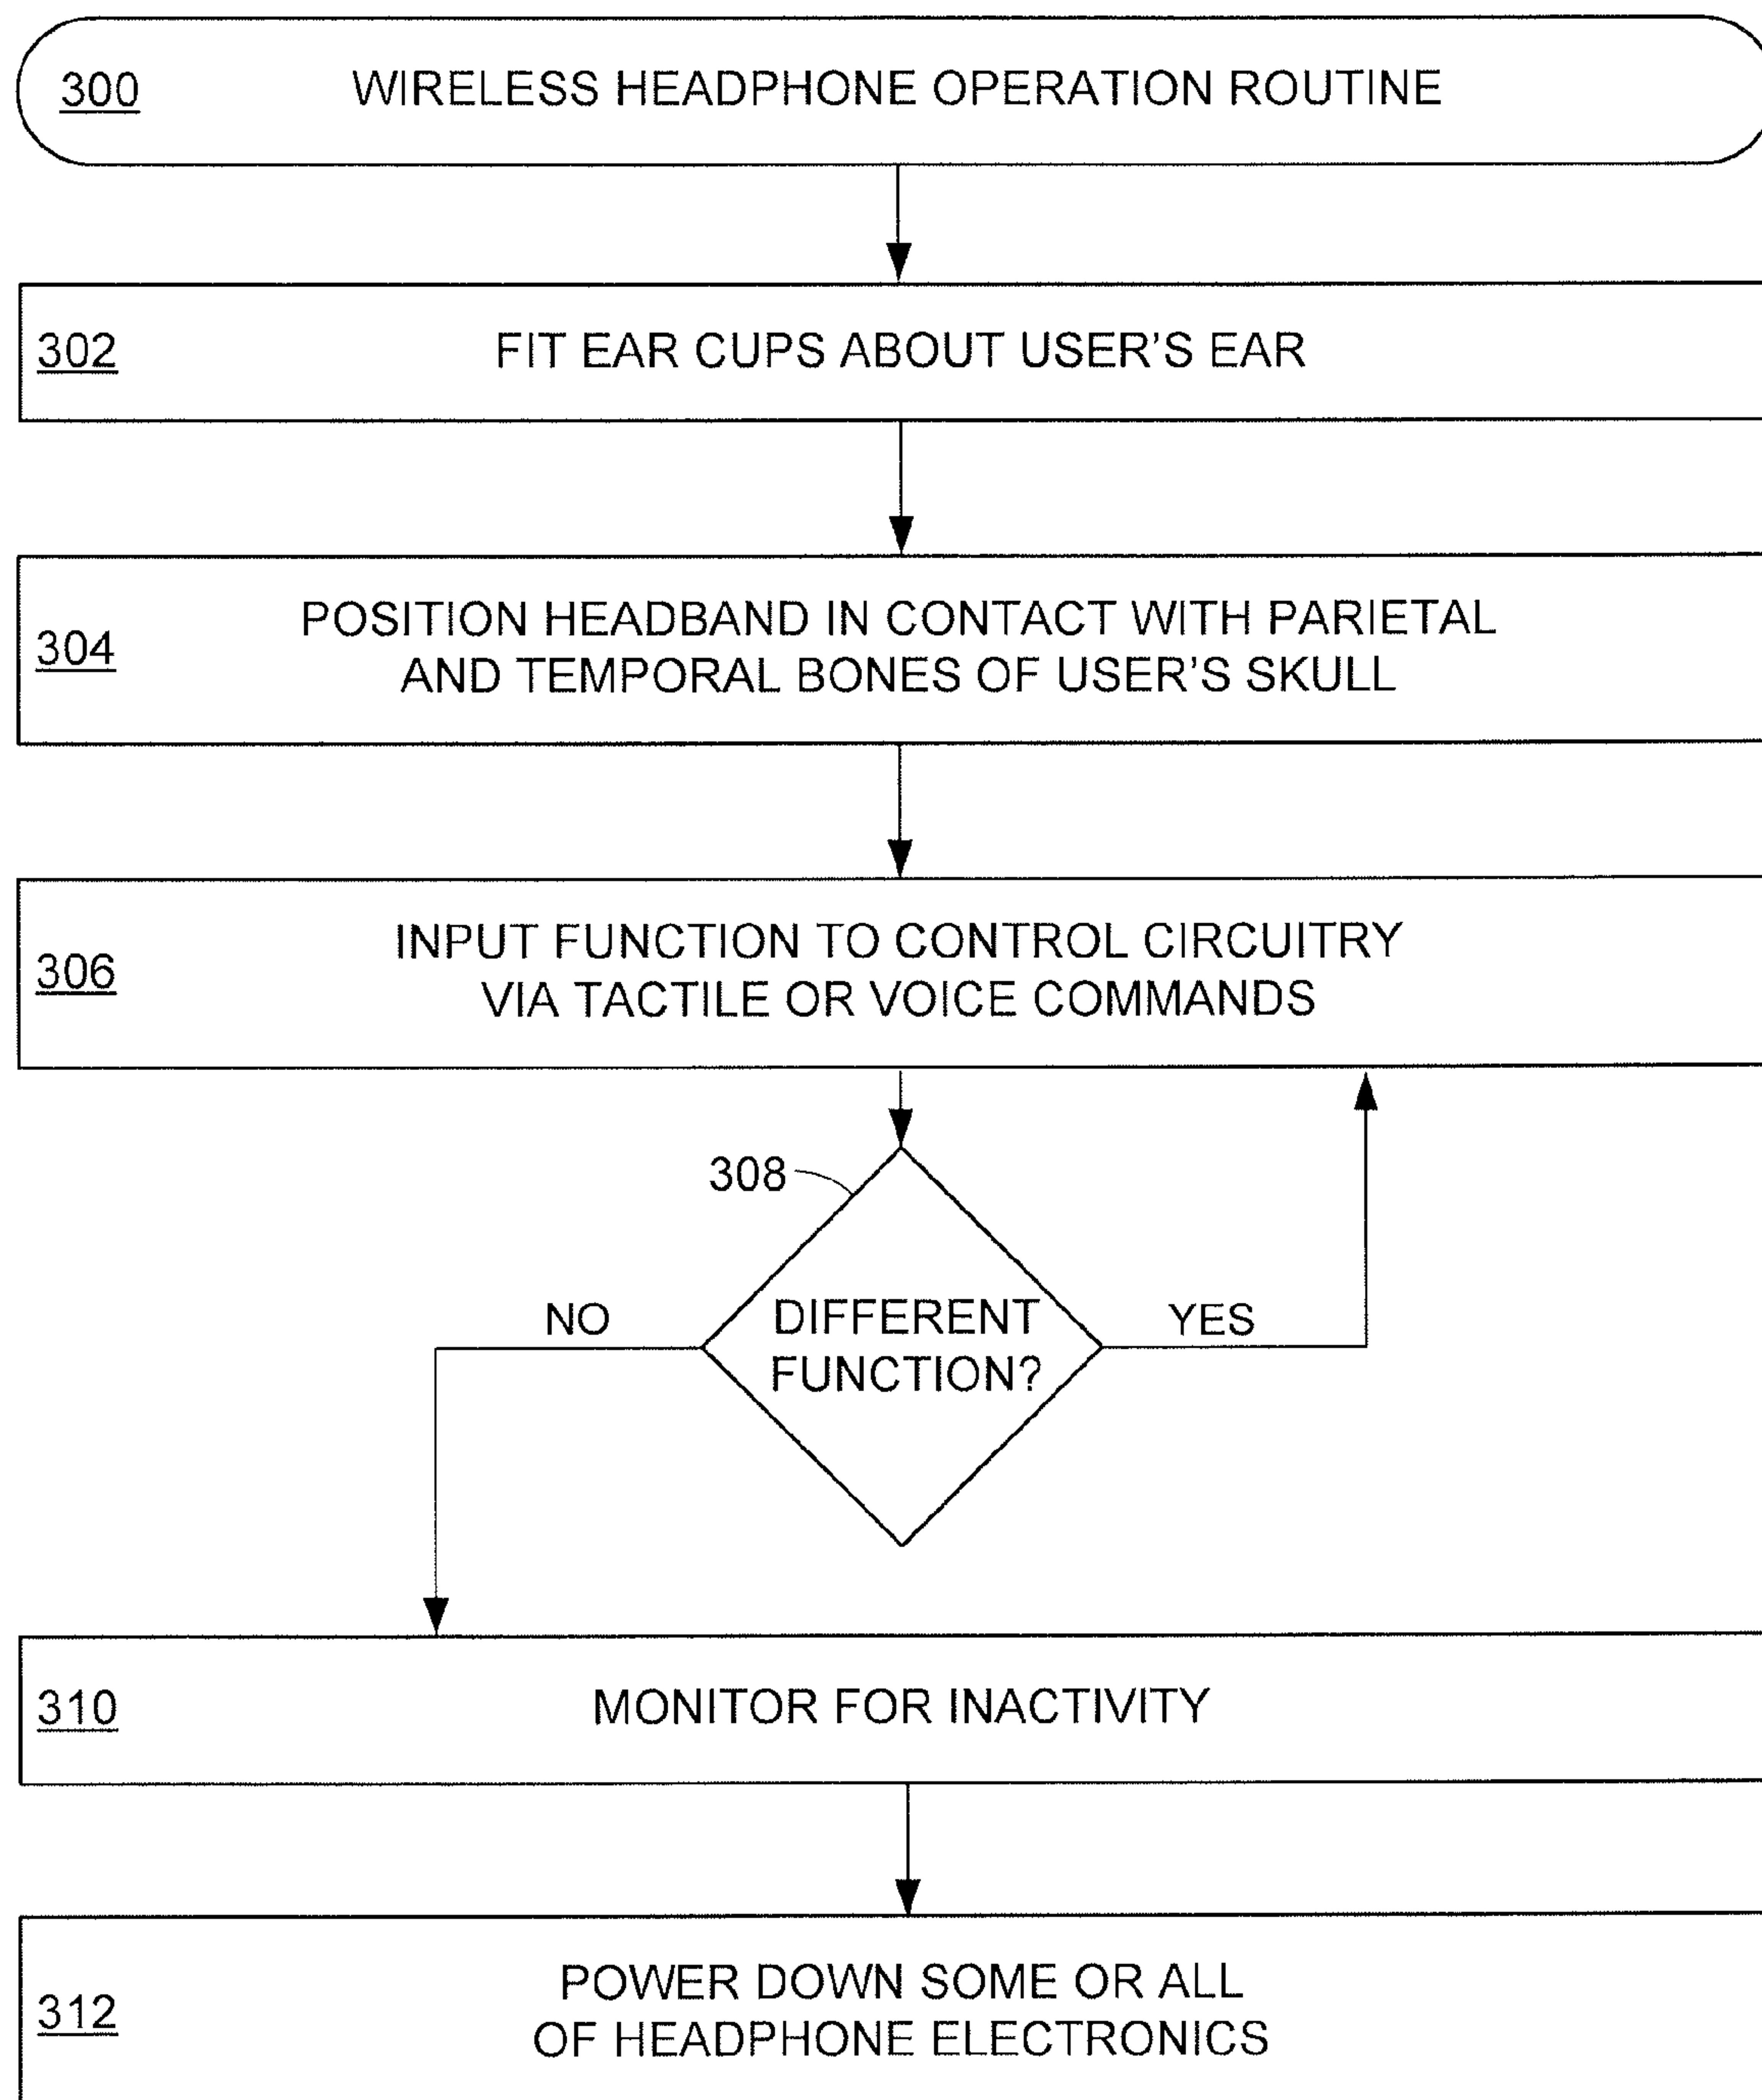 300 WIRELESS HEADPHONE OPERATION ROUTINE
302 FIT EAR CUPS ABOUT USER'S EAR
304 POSITION HEADBAND IN CONTACT WITH PARIETAL
AND TEMPORAL BONES OF USER'S SKULL
306 INPUT FUNCTION TO CONTROL CIRCUITRY
VIA TACTILE OR VOICE COMMANDS
308
NO DIFFERENT YES
FUNCTION?
310 MONITOR FOR INACTIVITY
312 POWER DOWN SOME OR ALL
OF HEADPHONE ELECTRONICS